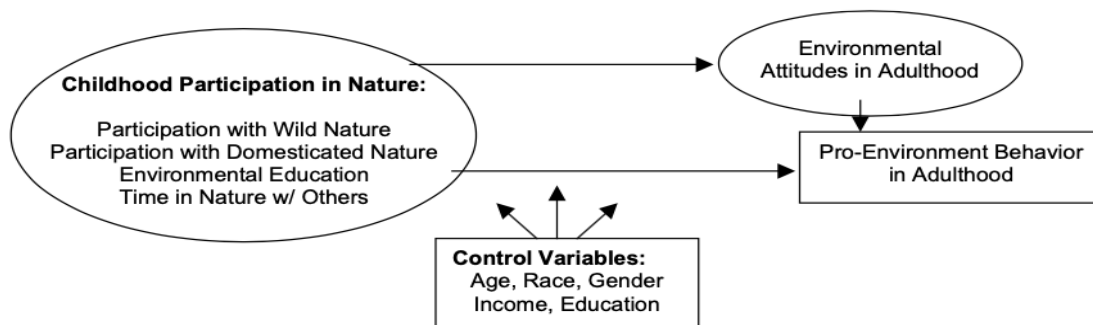 Childhood Participation in Nature:
Participation with Wild Nature
Participation with Domesticated Nature
Environmental Education
Time in Nature w/ Others
Environmental
Attitudes in Adulthood
Pro-Environment Behavior
in Adulthood
Control Variables:
Age, Race, Gender
Income, Education